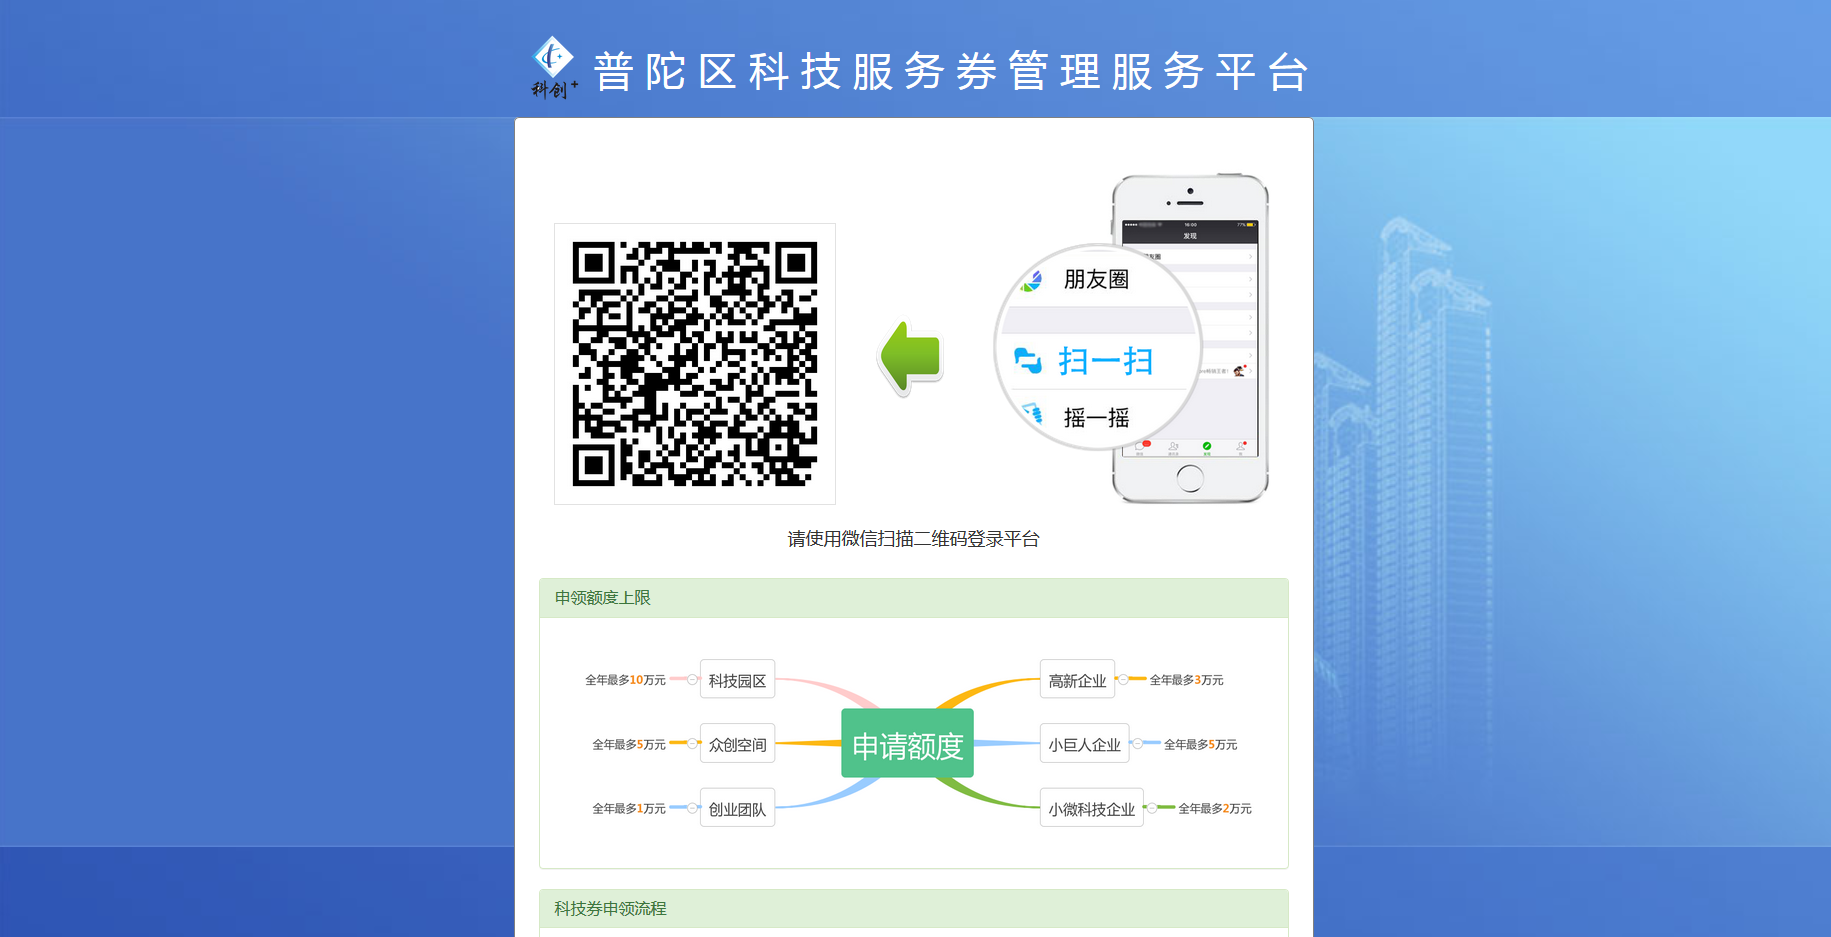 科创+
普陀区科技服务券管理服务平台
16:00
77%
发现
朋友圈
扫一扫
摇一摇
请使用微信扫描二维码登录平台
申领额度上限
全年最多10万元
科技园区
高新企业
全年最多3万元
全年最多5万元
众创空间
申请额度
小巨人企业
全年最多5万元
全年最多1万元
创业团队
小微科技企业
全年最多2万元
科技券申领流程